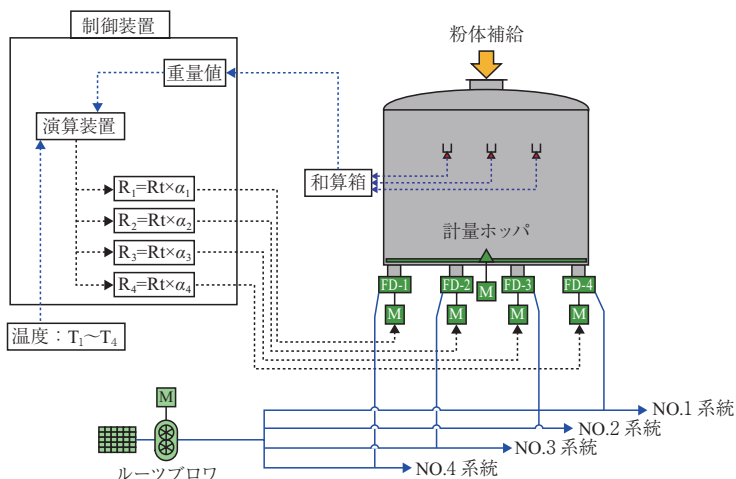 制御装置
粉体補給
重量値
演算装置
和算箱
R₁=Rt×α₁
R₂=Rt×α₂
R₃=Rt×α₃
R₄=Rt×α₄
計量ホッパ
FD-1
FD-2
FD-3
FD-4
M
M
M
M
M
温度：T₁〜T₄
M
ルーツブロワ
NO.1 系統
NO.2 系統
NO.3 系統
NO.4 系統